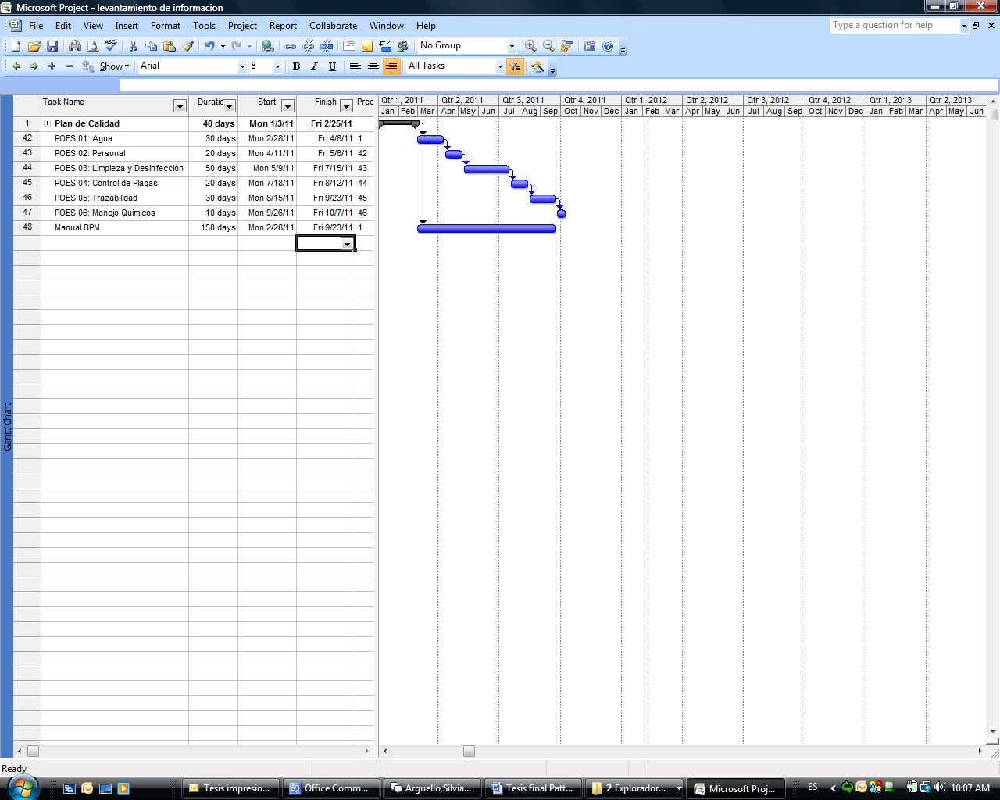 Microsoft Project - levantamiento de informacion
File Edit View Insert Format Tools Project Report Collaborate Window Help
Type a question for help
No Group
Show Arial 8 B I U All Tasks
Task Name Duratic Start Finish Pred
Qtr 1, 2011 Qtr 2, 2011 Qtr 3, 2011 Qtr 4, 2011 Qtr 1, 2012 Qtr 2, 2012 Qtr 3, 2012 Qtr 4, 2012 Qtr 1, 2013 Qtr 2, 2013
Jan Feb Mar Apr May Jun Jul Aug Sep Oct Nov Dec Jan Feb Mar Apr May Jun Jul Aug Sep Oct Nov Dec Jan Feb Mar Apr May Jun
1 Plan de Calidad 40 days Mon 1/3/11 Fri 2/25/11
42 POES 01: Agua 30 days Mon 2/28/11 Fri 4/8/11 1
43 POES 02: Personal 20 days Mon 4/11/11 Fri 5/6/11 42
44 POES 03: Limpieza y Desinfección 50 days Mon 5/9/11 Fri 7/15/11 43
45 POES 04: Control de Plagas 20 days Mon 7/18/11 Fri 8/12/11 44
46 POES 05: Trazabilidad 30 days Mon 8/15/11 Fri 9/23/11 45
47 POES 06: Manejo Químicos 10 days Mon 9/26/11 Fri 10/7/11 46
48 Manual BPM 150 days Mon 2/28/11 Fri 9/23/11 1
Gantt Chart
Ready
Tesis impresio... Office Comm... Arguello,Silvia... Tesis final Patt... 2 Explorador... Microsoft Proj... ES 10:07 AM